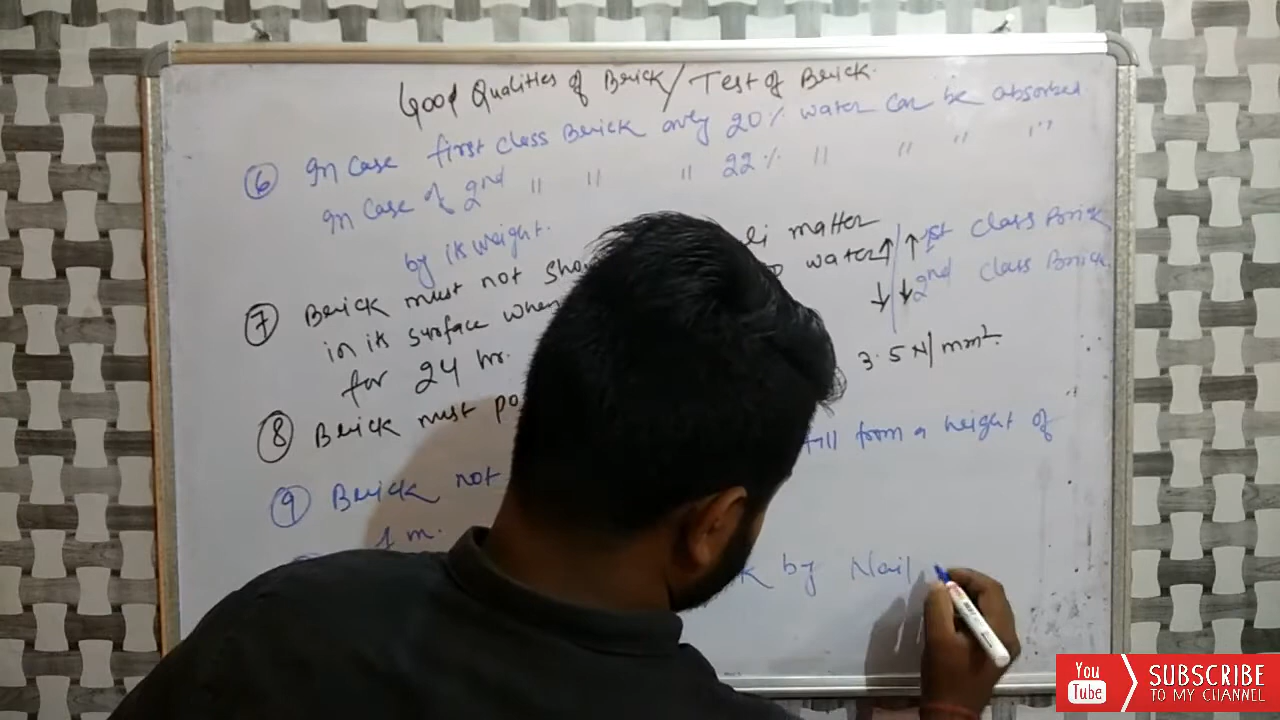 Good Qualities of Brick/Test of Brick.
⑥ In case first class Brick only 20% water can be absorbed
In case of 2nd " " " 22% " " " "
by its weight.
⑦ Brick must not sho matter
in its surface when water
for 24 hr.
↑ ↑ 1st class Brick
↓ ↓ 2nd class Brick
⑧ Brick must po 3.5 N/mm².
⑨ Brick not fall from a height of
1 m.
by Nail
You Tube SUBSCRIBE
TO MY CHANNEL